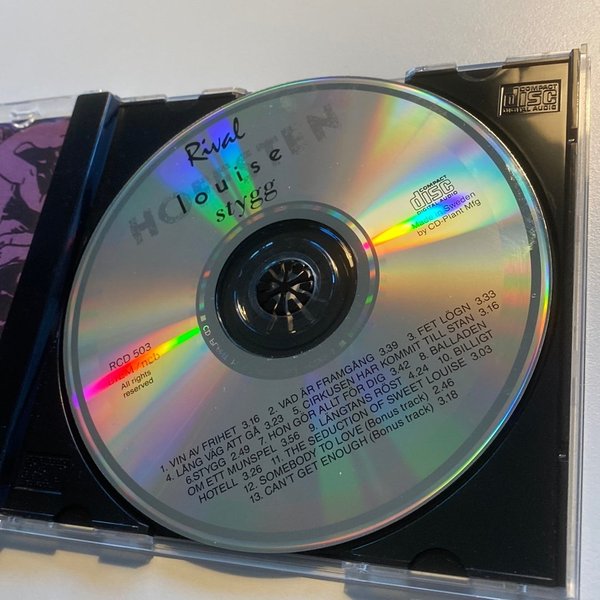 Rival
HOBSTEN
louise
stygg
COMPACT
disc
DIGITAL AUDIO
Made in Sweden
by CD-Plant Mfg
RCD 503
n©b
All rights
reserved
1. VIN AV FRIHET 3.16 2. VAD ÄR FRAMGÅNG 3.39 3. FET LÖGN 3.33
4. LÅNG VÄG ATT GÅ 3.23 5. CIRKUSEN HAR KOMMIT TILL STAN 3.16
6.STYGG 2.49 7. HON GÖR ALLT FÖR DIG 3.42 8. BALLADEN
OM ETT MUNSPEL 3.56 9. LÄNGTANS RÖST 4.24 10. BILLIGT
HOTELL 3.26 11. THE SEDUCTION OF SWEET LOUISE 3.03
12. SOMEBODY TO LOVE (Bonus track) 2.46
13. CAN'T GET ENOUGH (Bonus track) 3.18
COMPACT
disc
DIGITAL AUDIO